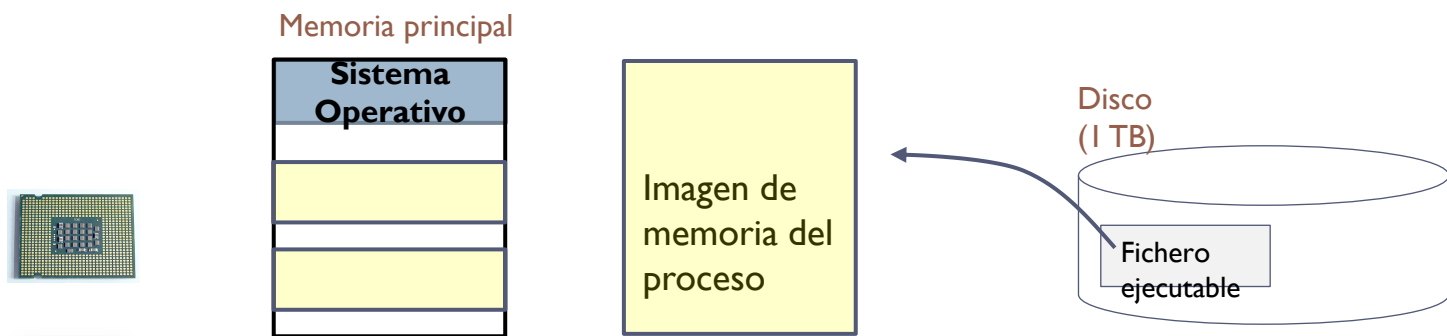 Memoria principal
Sistema
Operativo
Imagen de
memoria del
proceso
Disco
(1 TB)
Fichero
ejecutable